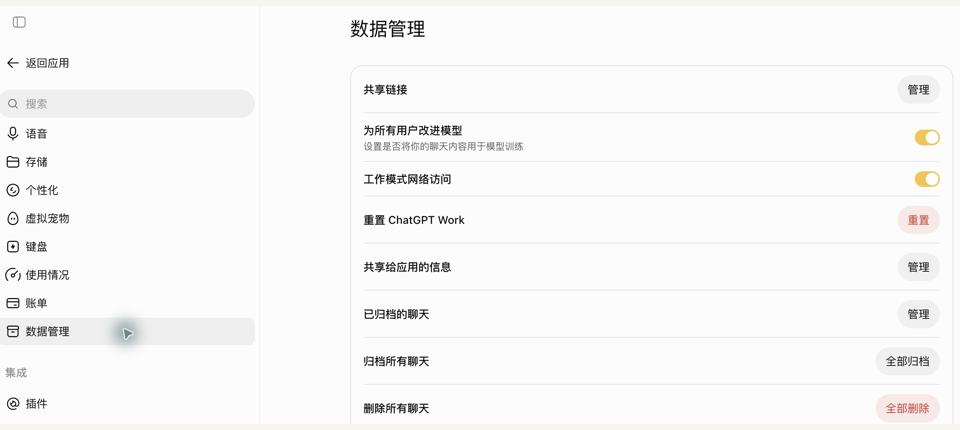 数据管理
返回应用
搜索
语音
存储
个性化
虚拟宠物
键盘
使用情况
账单
数据管理
集成
插件
共享链接
管理
为所有用户改进模型
设置是否将你的聊天内容用于模型训练
工作模式网络访问
重置 ChatGPT Work
重置
共享给应用的信息
管理
已归档的聊天
管理
归档所有聊天
全部归档
删除所有聊天
全部删除